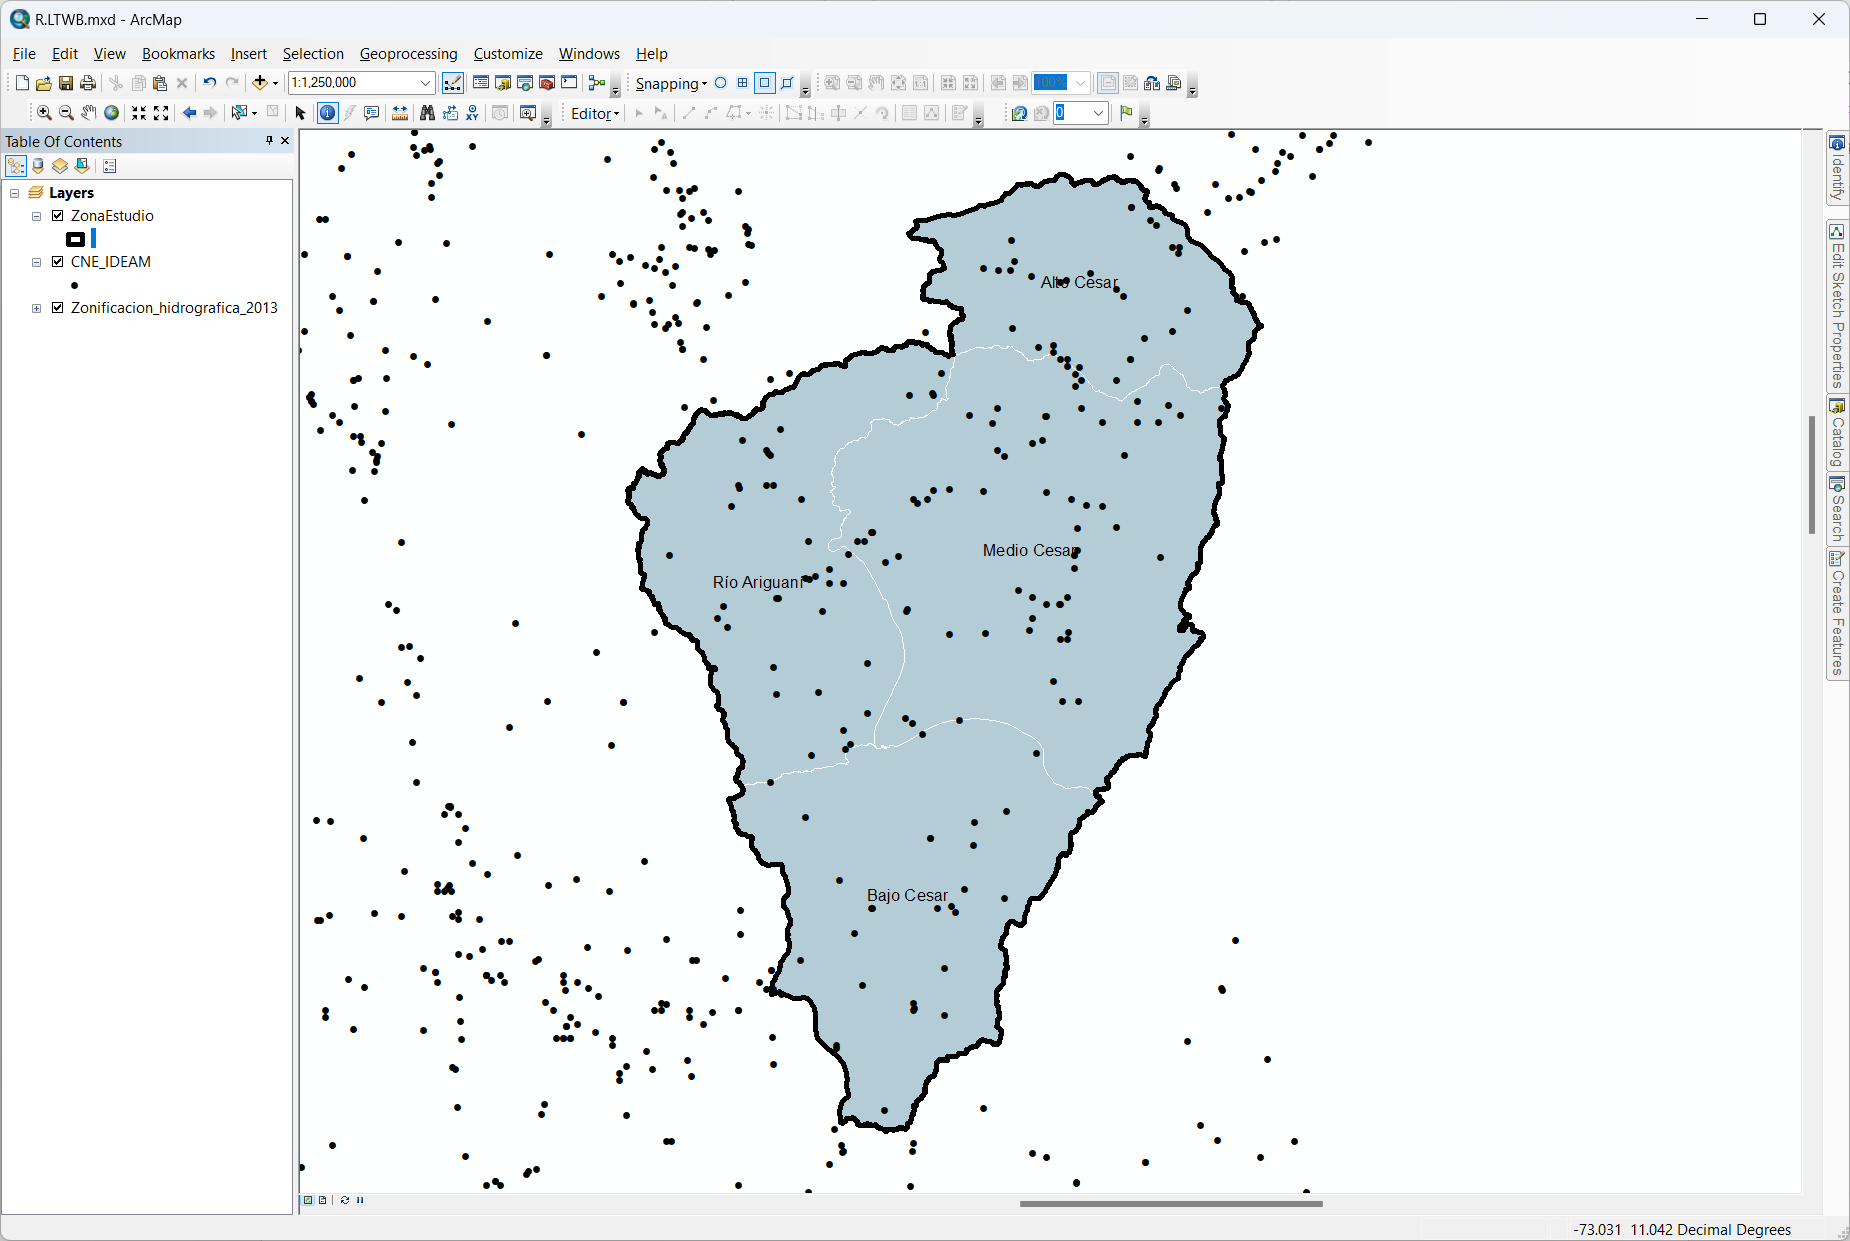 R.LTWB.mxd - ArcMap
File Edit View Bookmarks Insert Selection Geoprocessing Customize Windows Help
1:1,250,000
Snapping
100%
Editor
0
Table Of Contents
Layers
ZonaEstudio
CNE_IDEAM
Zonificacion_hidrografica_2013
Alto Cesar
Medio Cesar
Río Ariguaní
Bajo Cesar
Identify
Edit Sketch Properties
Catalog
Search
Create Features
-73.031 11.042 Decimal Degrees